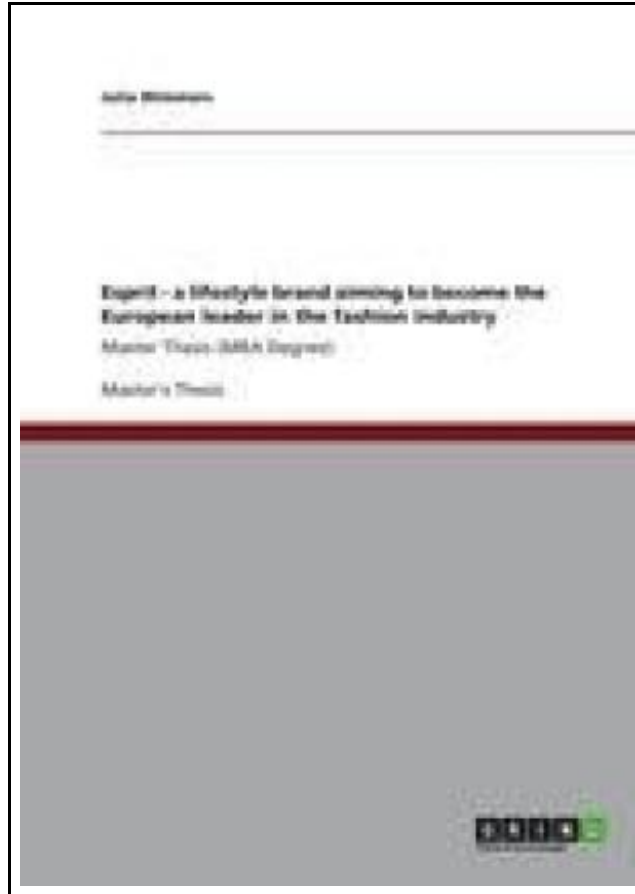 Esprit - a lifestyle brand aiming to become the
European leader in the fashion industry
Master Thesis (MBA Degree)
Master's Thesis
GRIN